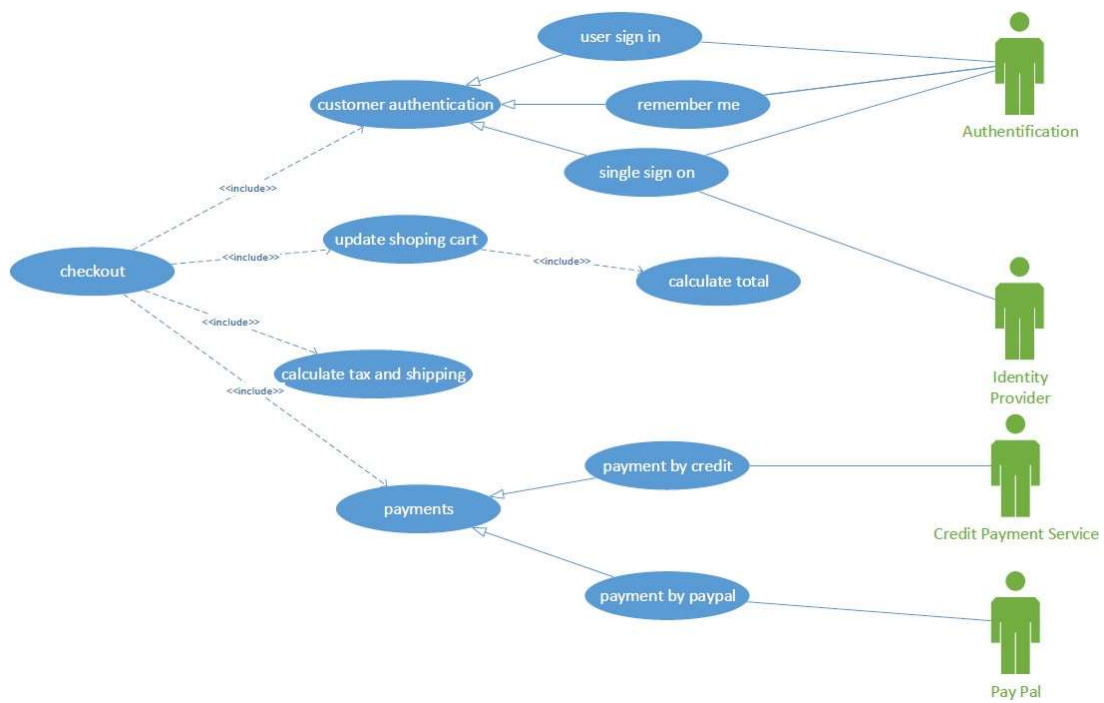 user sign in
customer authentication
remember me
Authentification
single sign on
<<include>>
update shoping cart
<<include>>
<<include>>
checkout
calculate total
<<include>>
calculate tax and shipping
Identity
Provider
<<include>>
payment by credit
payments
Credit Payment Service
payment by paypal
Pay Pal